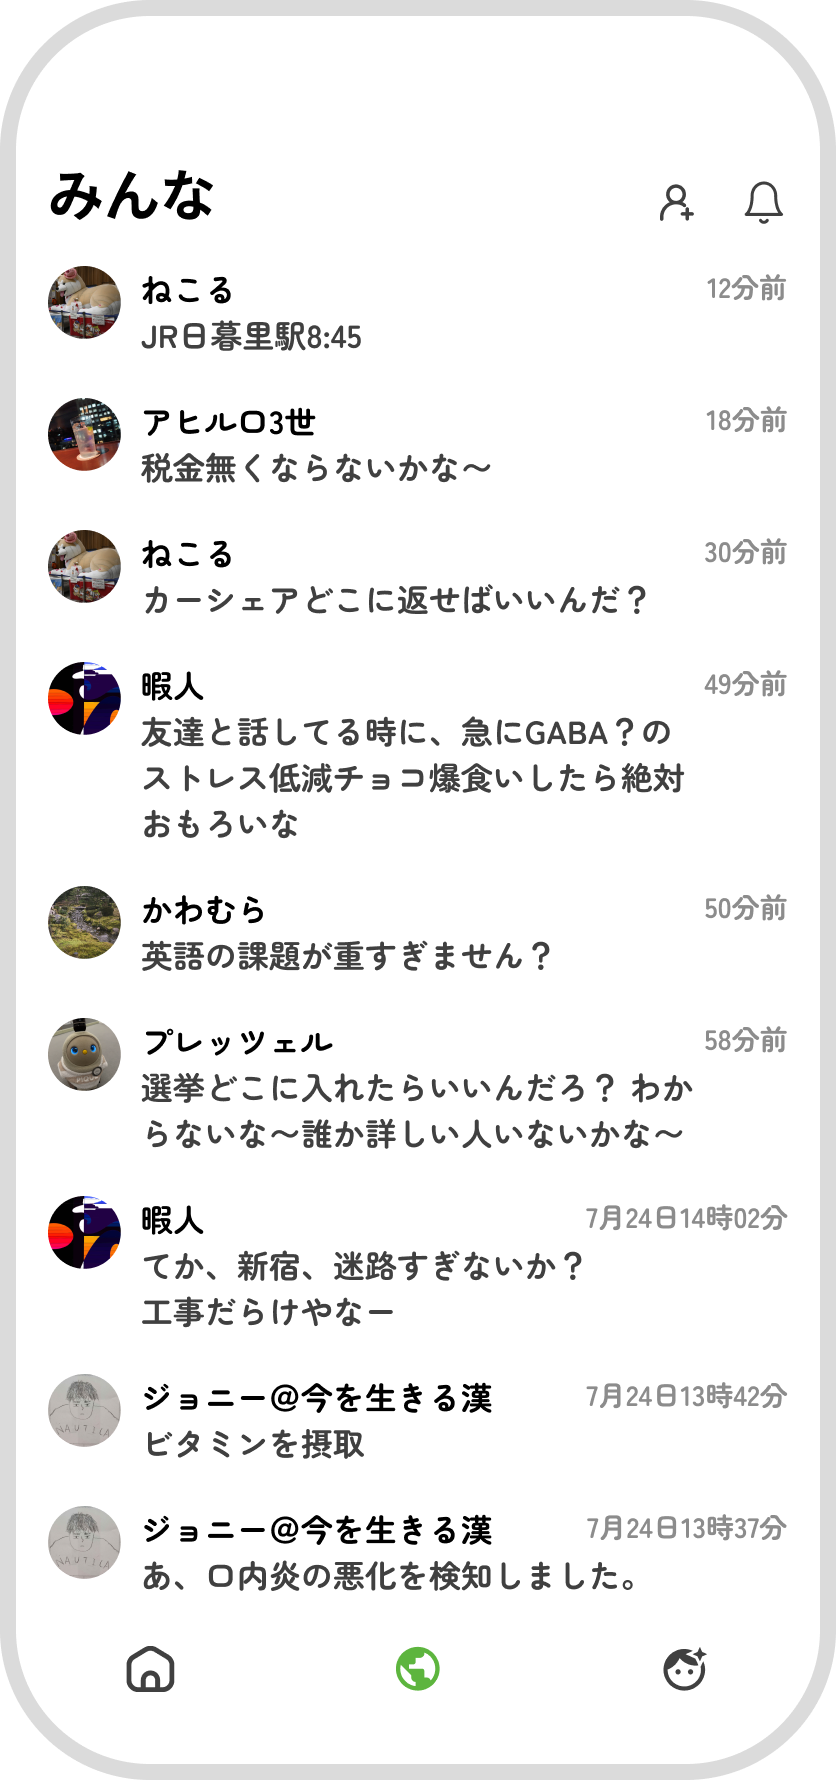 みんな
ねこる
12分前
JR日暮里駅8:45
アヒル口3世
18分前
税金無くならないかな〜
ねこる
30分前
カーシェアどこに返せばいいんだ？
暇人
49分前
友達と話してる時に、急にGABA？の
ストレス低減チョコ爆食いしたら絶対
おもろいな
かわむら
50分前
英語の課題が重すぎません？
プレッツェル
58分前
選挙どこに入れたらいいんだろ？ わか
らないな〜誰か詳しい人いないかな〜
暇人
7月24日14時02分
てか、新宿、迷路すぎないか？
工事だらけやなー
ジョニー＠今を生きる漢
7月24日13時42分
ビタミンを摂取
NAUTICA
ジョニー＠今を生きる漢
7月24日13時37分
あ、口内炎の悪化を検知しました。
NAUTICA